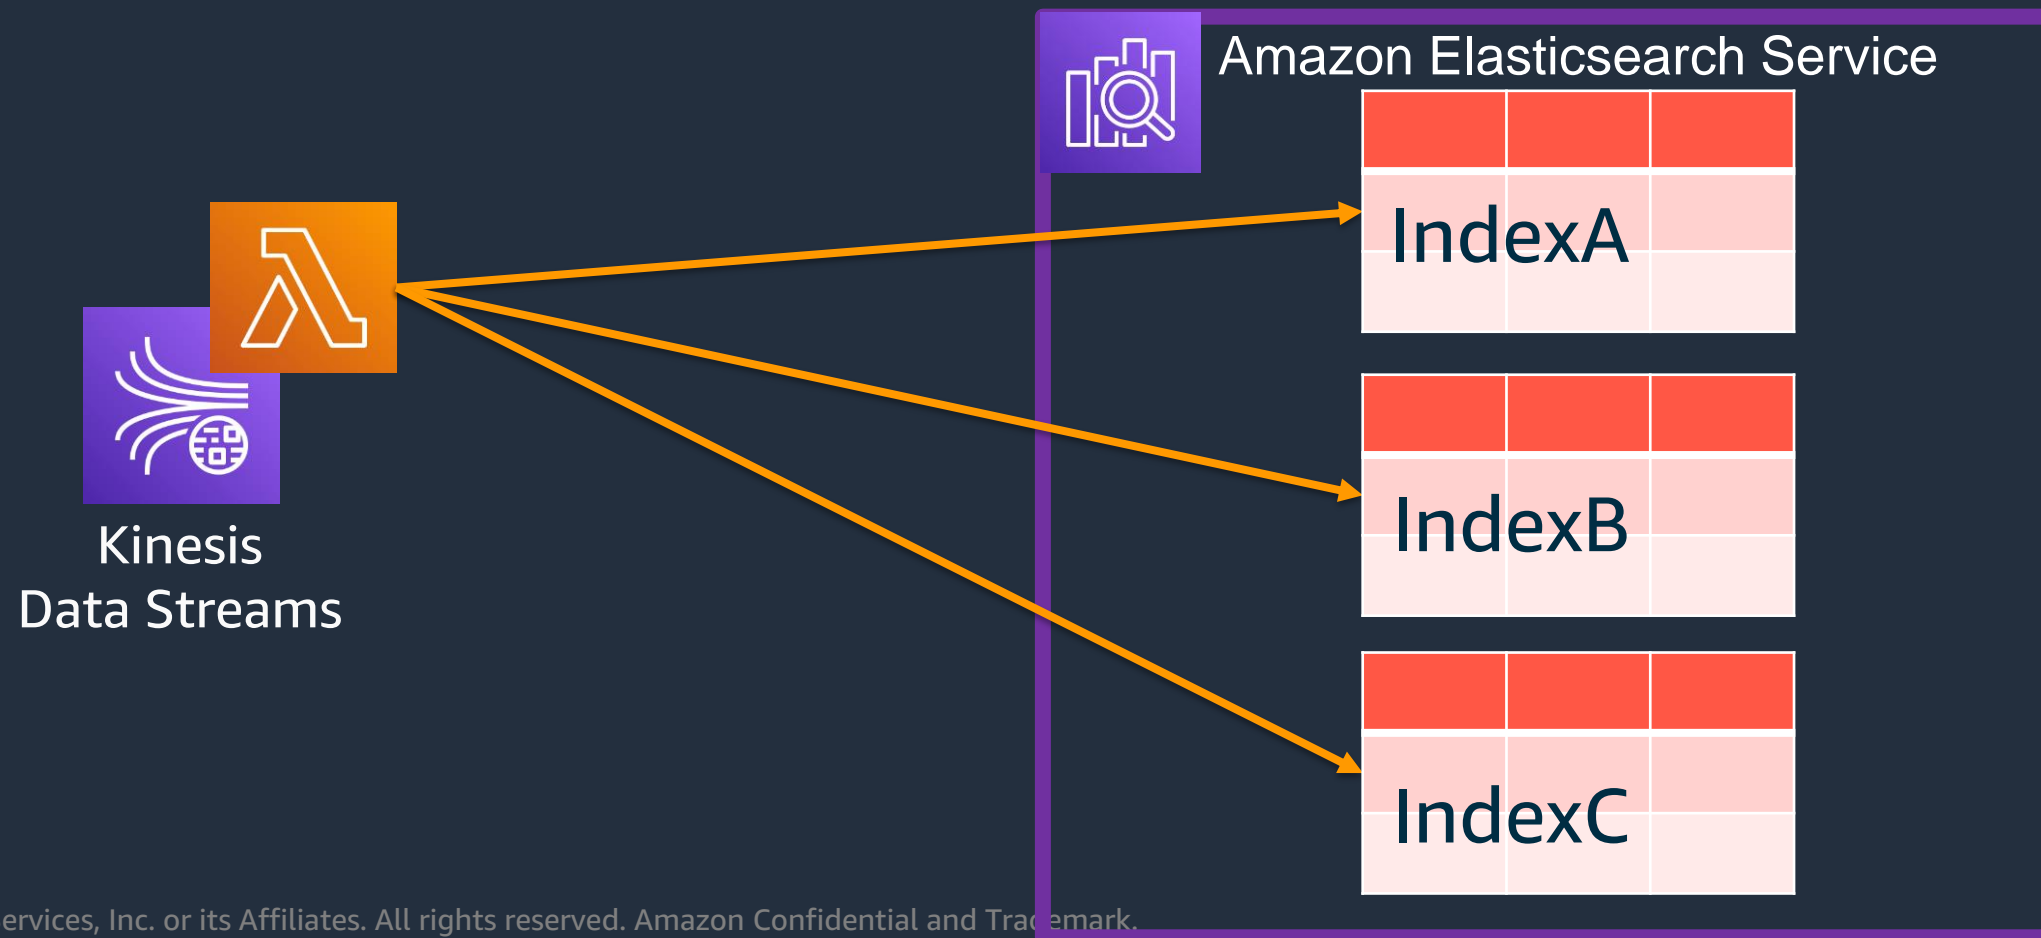 Amazon Elasticsearch Service
IndexA
IndexB
IndexC
Kinesis
Data Streams
ervices, Inc. or its Affiliates. All rights reserved. Amazon Confidential and Trademark.